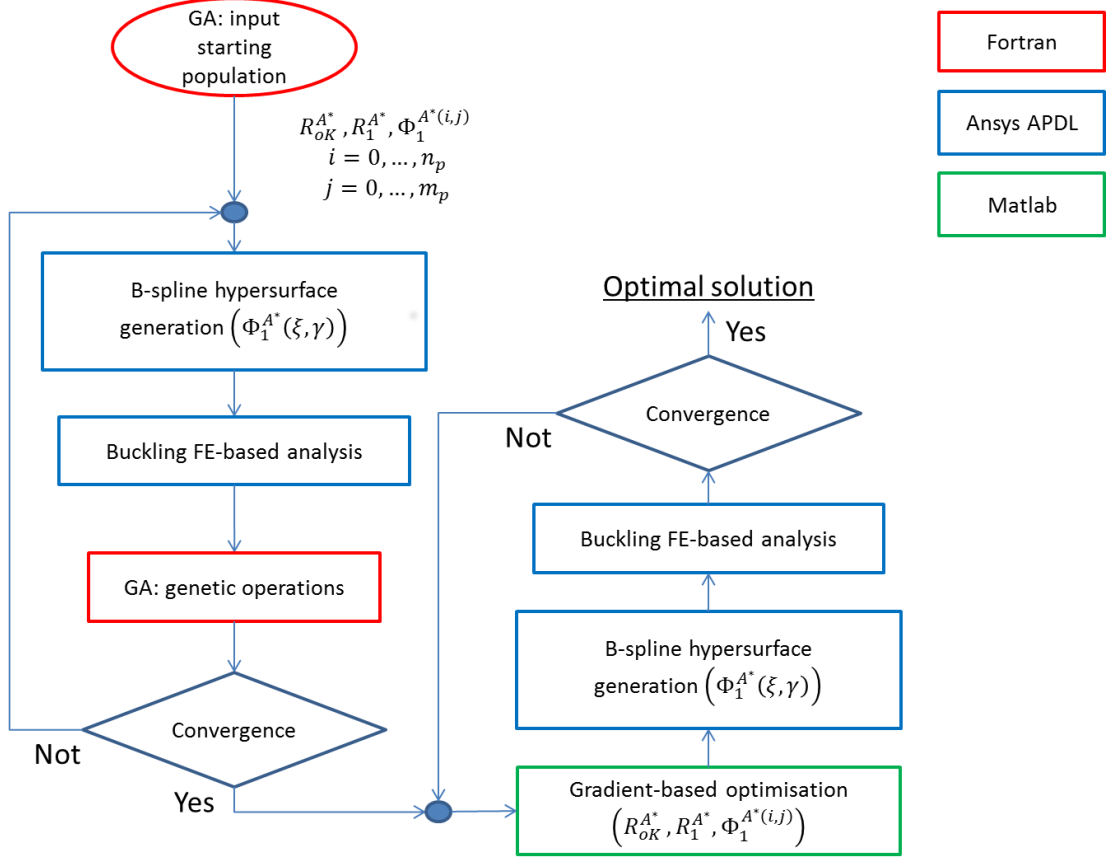 GA: input
starting
population
R_{oK}^{A*}, R_1^{A*}, Φ_1^{A*(i,j)}
i = 0, … , n_p
j = 0, … , m_p
B-spline hypersurface
generation (Φ_1^{A*}(ξ, γ))
Buckling FE-based analysis
GA: genetic operations
Convergence
Not
Yes
Gradient-based optimisation
(R_{oK}^{A*}, R_1^{A*}, Φ_1^{A*(i,j)})
B-spline hypersurface
generation (Φ_1^{A*}(ξ, γ))
Buckling FE-based analysis
Convergence
Not
Yes
Optimal solution
Fortran
Ansys APDL
Matlab